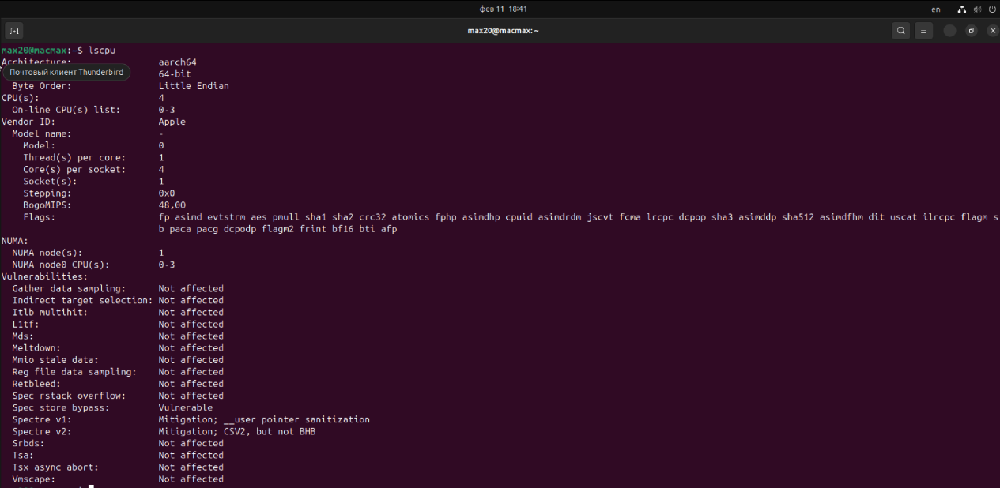 фев 11 18:41
en
max20@macmax: ~
max20@macmax:~$ lscpu
Architecture: aarch64
Почтовый клиент Thunderbird 64-bit
Byte Order: Little Endian
CPU(s): 4
On-line CPU(s) list: 0-3
Vendor ID: Apple
Model name: -
Model: 0
Thread(s) per core: 1
Core(s) per socket: 4
Socket(s): 1
Stepping: 0x0
BogoMIPS: 48,00
Flags: fp asimd evtstrm aes pmull sha1 sha2 crc32 atomics fphp asimdhp cpuid asimdrdm jscvt fcma lrcpc dcpop sha3 asimddp sha512 asimdfhm dit uscat ilrcpc flagm s
b paca pacg dcpodp flagm2 frint bf16 bti afp
NUMA:
NUMA node(s): 1
NUMA node0 CPU(s): 0-3
Vulnerabilities:
Gather data sampling: Not affected
Indirect target selection: Not affected
Itlb multihit: Not affected
L1tf: Not affected
Mds: Not affected
Meltdown: Not affected
Mmio stale data: Not affected
Reg file data sampling: Not affected
Retbleed: Not affected
Spec rstack overflow: Not affected
Spec store bypass: Vulnerable
Spectre v1: Mitigation; __user pointer sanitization
Spectre v2: Mitigation; CSV2, but not BHB
Srbds: Not affected
Tsa: Not affected
Tsx async abort: Not affected
Vmscape: Not affected